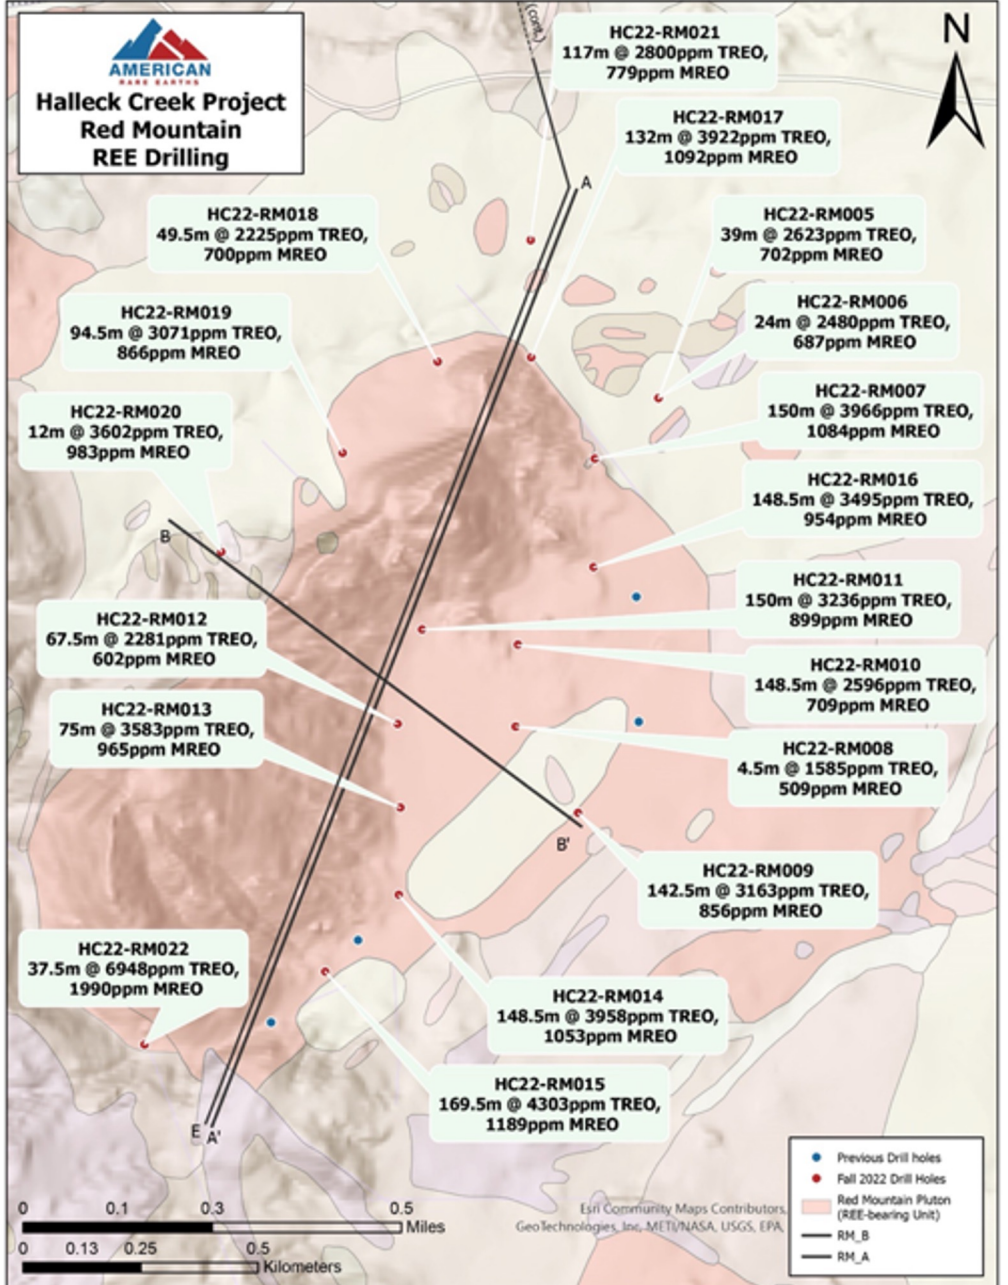 AMERICAN
RARE EARTHS
Halleck Creek Project
Red Mountain
REE Drilling
(cont.)
N
HC22-RM021
117m @ 2800ppm TREO,
779ppm MREO
HC22-RM017
132m @ 3922ppm TREO,
1092ppm MREO
A
HC22-RM018
49.5m @ 2225ppm TREO,
700ppm MREO
HC22-RM005
39m @ 2623ppm TREO,
702ppm MREO
HC22-RM019
94.5m @ 3071ppm TREO,
866ppm MREO
HC22-RM006
24m @ 2480ppm TREO,
687ppm MREO
HC22-RM020
12m @ 3602ppm TREO,
983ppm MREO
HC22-RM007
150m @ 3966ppm TREO,
1084ppm MREO
HC22-RM016
148.5m @ 3495ppm TREO,
954ppm MREO
B
HC22-RM011
150m @ 3236ppm TREO,
899ppm MREO
HC22-RM012
67.5m @ 2281ppm TREO,
602ppm MREO
HC22-RM010
148.5m @ 2596ppm TREO,
709ppm MREO
HC22-RM013
75m @ 3583ppm TREO,
965ppm MREO
HC22-RM008
4.5m @ 1585ppm TREO,
509ppm MREO
B'
HC22-RM009
142.5m @ 3163ppm TREO,
856ppm MREO
HC22-RM022
37.5m @ 6948ppm TREO,
1990ppm MREO
HC22-RM014
148.5m @ 3958ppm TREO,
1053ppm MREO
HC22-RM015
169.5m @ 4303ppm TREO,
1189ppm MREO
E A'
Previous Drill holes
Fall 2022 Drill Holes
Red Mountain Pluton
(REE-bearing Unit)
RM_B
RM_A
0 0.1 0.3 0.5
Miles
0 0.13 0.25 0.5
Kilometers
Esri Community Maps Contributors,
GeoTechnologies, Inc, METI/NASA, USGS, EPA,